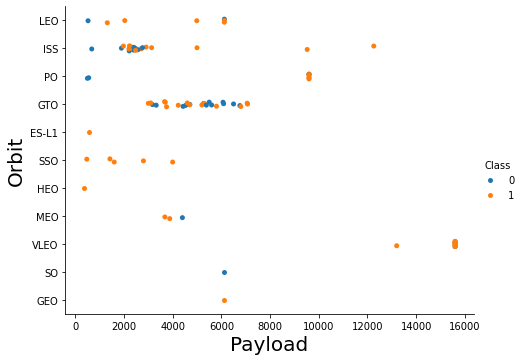 LEO
ISS
PO
GTO
ES-L1
SSO
HEO
MEO
VLEO
SO
GEO
Orbit
0 2000 4000 6000 8000 10000 12000 14000 16000
Payload
Class
0
1